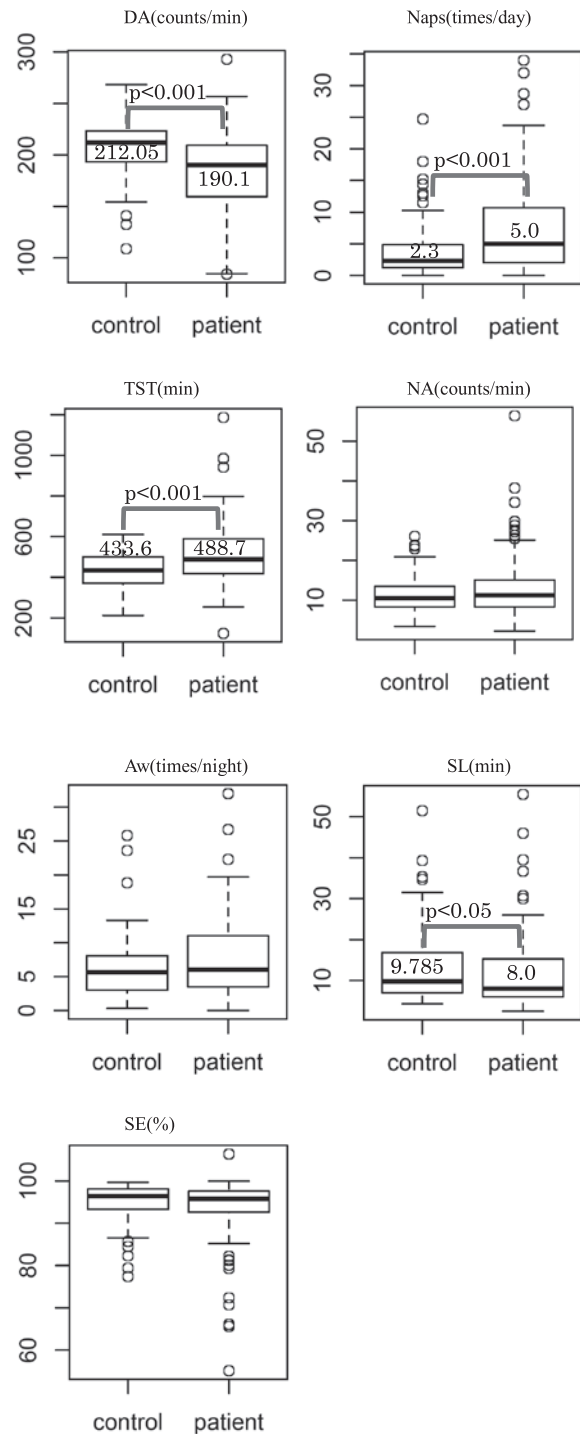 DA(counts/min)
300
200
100
p<0.001
212.05
190.1
control patient
Naps(times/day)
30
20
10
0
p<0.001
2.3
5.0
control patient
TST(min)
1000
600
200
p<0.001
433.6
488.7
control patient
NA(counts/min)
50
30
10
control patient
Aw(times/night)
25
15
5
0
control patient
SL(min)
50
30
10
p<0.05
9.785
8.0
control patient
SE(%)
100
80
60
control patient